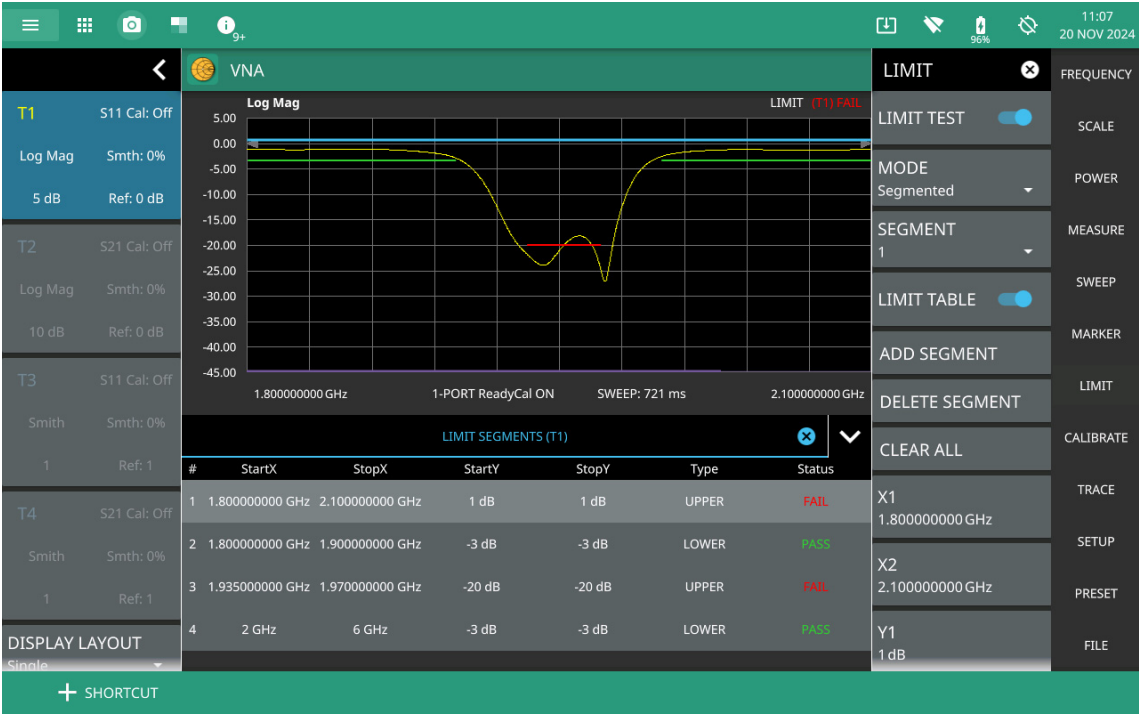 9+
96%
11:07
20 NOV 2024
VNA
T1 S11 Cal: Off
Log Mag Smth: 0%
5 dB Ref: 0 dB
T2 S21 Cal: Off
Log Mag Smth: 0%
10 dB Ref: 0 dB
T3 S11 Cal: Off
Smith Smth: 0%
1 Ref: 1
T4 S21 Cal: Off
Smith Smth: 0%
1 Ref: 1
DISPLAY LAYOUT
Single
Log Mag LIMIT (T1) FAIL
5.00
0.00
-5.00
-10.00
-15.00
-20.00
-25.00
-30.00
-35.00
-40.00
-45.00
1.800000000 GHz 1-PORT ReadyCal ON SWEEP: 721 ms 2.100000000 GHz
LIMIT SEGMENTS (T1)
# StartX StopX StartY StopY Type Status
1 1.800000000 GHz 2.100000000 GHz 1 dB 1 dB UPPER FAIL
2 1.800000000 GHz 1.900000000 GHz -3 dB -3 dB LOWER PASS
3 1.935000000 GHz 1.970000000 GHz -20 dB -20 dB UPPER FAIL
4 2 GHz 6 GHz -3 dB -3 dB LOWER PASS
LIMIT
LIMIT TEST
MODE
Segmented
SEGMENT
1
LIMIT TABLE
ADD SEGMENT
DELETE SEGMENT
CLEAR ALL
X1
1.800000000 GHz
X2
2.100000000 GHz
Y1
1 dB
FREQUENCY
SCALE
POWER
MEASURE
SWEEP
MARKER
LIMIT
CALIBRATE
TRACE
SETUP
PRESET
FILE
SHORTCUT